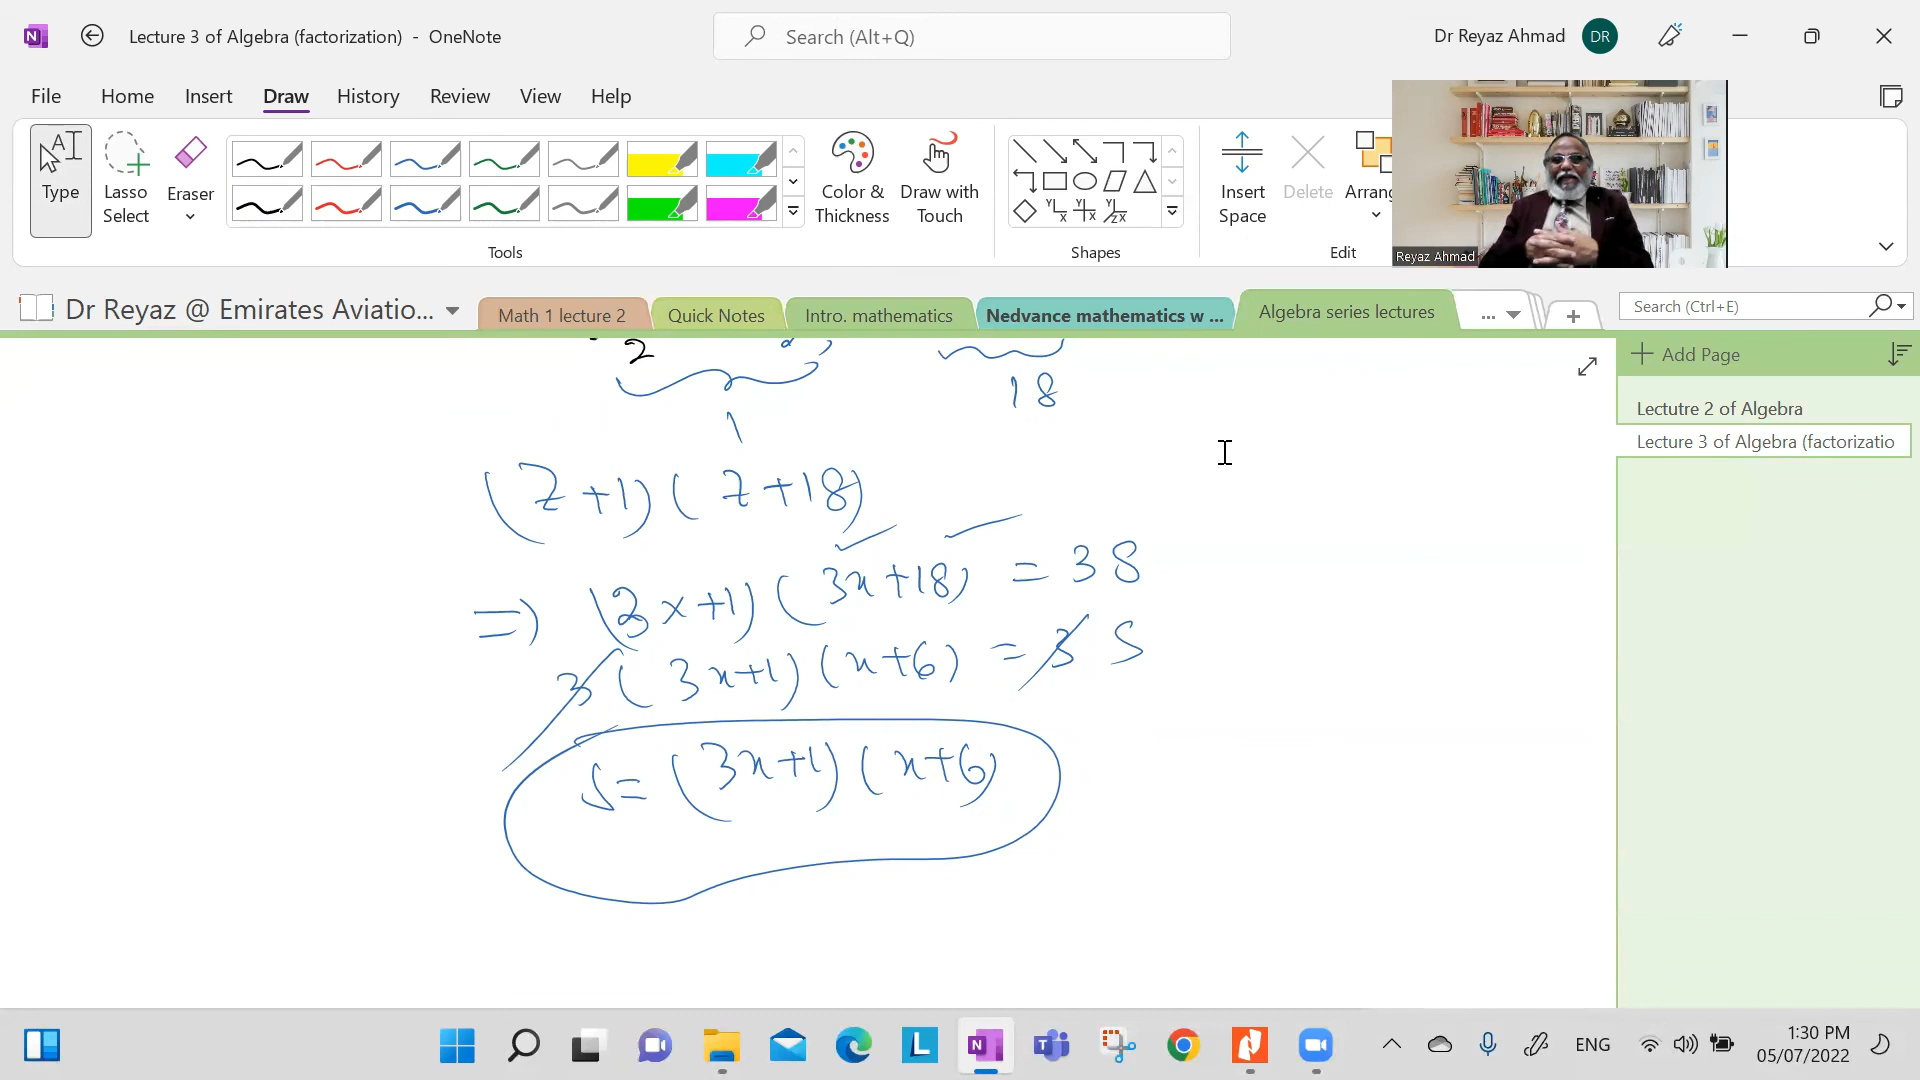 Lecture 3 of Algebra (factorization) - OneNote
Search (Alt+Q)
Dr Reyaz Ahmad
DR
File Home Insert Draw History Review View Help
Type
Lasso Select
Eraser
Color & Thickness
Draw with Touch
Insert Space
Delete
Arrang
Tools
Shapes
Edit
Reyaz Ahmad
Dr Reyaz @ Emirates Aviatio...
Math 1 lecture 2
Quick Notes
Intro. mathematics
Nedvance mathematics w ...
Algebra series lectures
...
Search (Ctrl+E)
Add Page
Lectutre 2 of Algebra
Lecture 3 of Algebra (factorizatio
2
18
1
(z+1)(z+18)
=> (3x+1)(3x+18) = 3S
3(3x+1)(x+6) = 3S
S= (3x+1)(x+6)
ENG
1:30 PM
05/07/2022